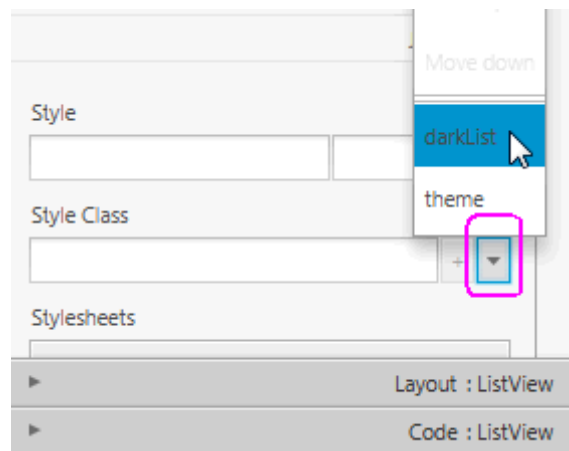 Move down
Style
darkList
theme
Style Class
+
Stylesheets
Layout : ListView
Code : ListView